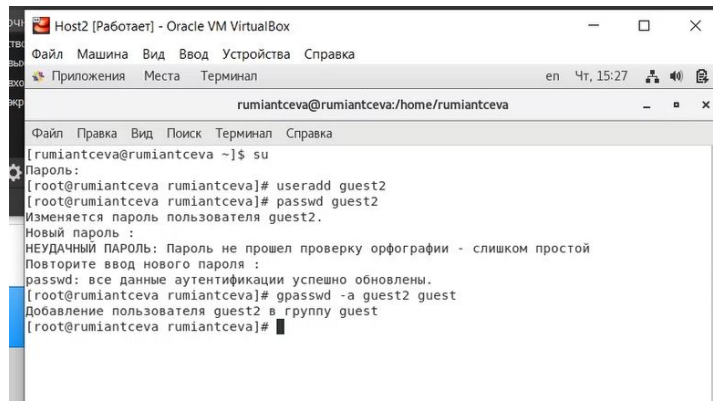 Host2 [Работает] - Oracle VM VirtualBox
Файл Машина Вид Ввод Устройства Справка
Приложения Места Терминал en Чт, 15:27
rumiantceva@rumiantceva:/home/rumiantceva
Файл Правка Вид Поиск Терминал Справка
[rumiantceva@rumiantceva ~]$ su
Пароль:
[root@rumiantceva rumiantceva]# useradd guest2
[root@rumiantceva rumiantceva]# passwd guest2
Изменяется пароль пользователя guest2.
Новый пароль :
НЕУДАЧНЫЙ ПАРОЛЬ: Пароль не прошел проверку орфографии - слишком простой
Повторите ввод нового пароля :
passwd: все данные аутентификации успешно обновлены.
[root@rumiantceva rumiantceva]# gpasswd -a guest2 guest
Добавление пользователя guest2 в группу guest
[root@rumiantceva rumiantceva]#